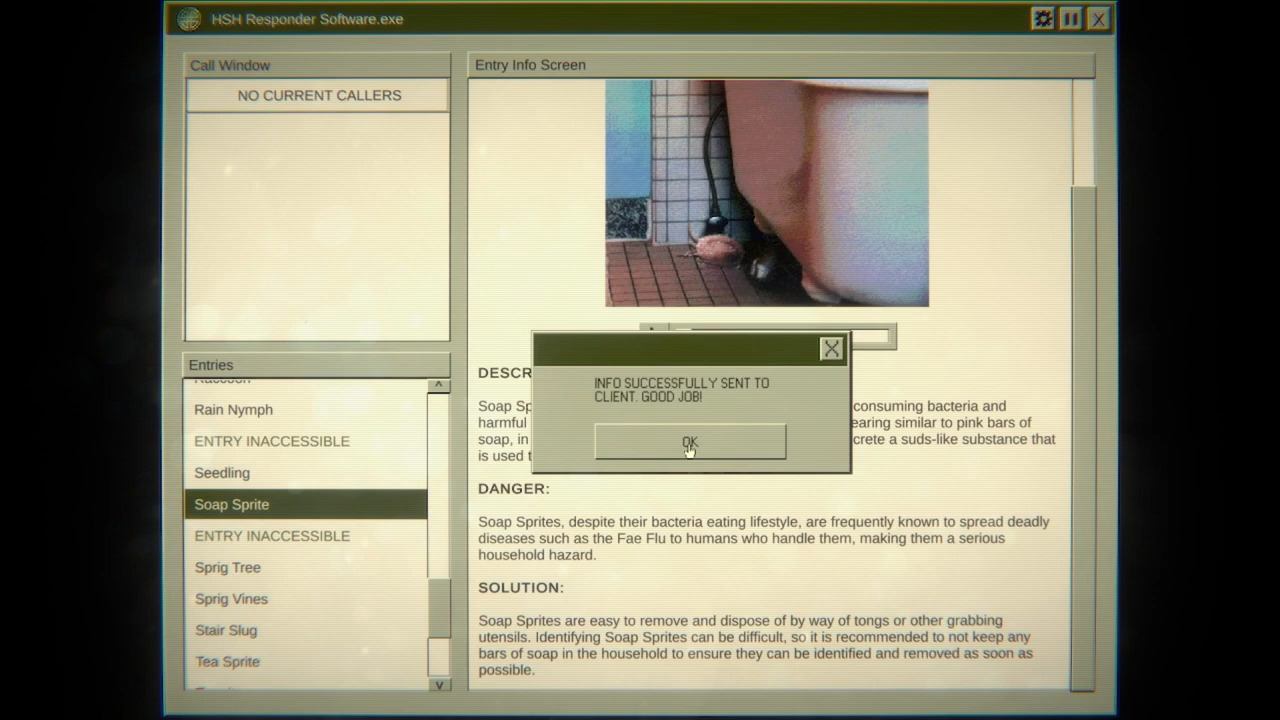 HSH Responder Software.exe
Call Window
NO CURRENT CALLERS
Entries
Raccoon
Rain Nymph
ENTRY INACCESSIBLE
Seedling
Soap Sprite
ENTRY INACCESSIBLE
Sprig Tree
Sprig Vines
Stair Slug
Tea Sprite
Entry Info Screen
INFO SUCCESSFULLY SENT TO
CLIENT. GOOD JOB!
OK
DESCR
Soap Sp consuming bacteria and
harmful earing similar to pink bars of
soap, in crete a suds-like substance that
is used t
DANGER:
Soap Sprites, despite their bacteria eating lifestyle, are frequently known to spread deadly
diseases such as the Fae Flu to humans who handle them, making them a serious
household hazard.
SOLUTION:
Soap Sprites are easy to remove and dispose of by way of tongs or other grabbing
utensils. Identifying Soap Sprites can be difficult, so it is recommended to not keep any
bars of soap in the household to ensure they can be identified and removed as soon as
possible.